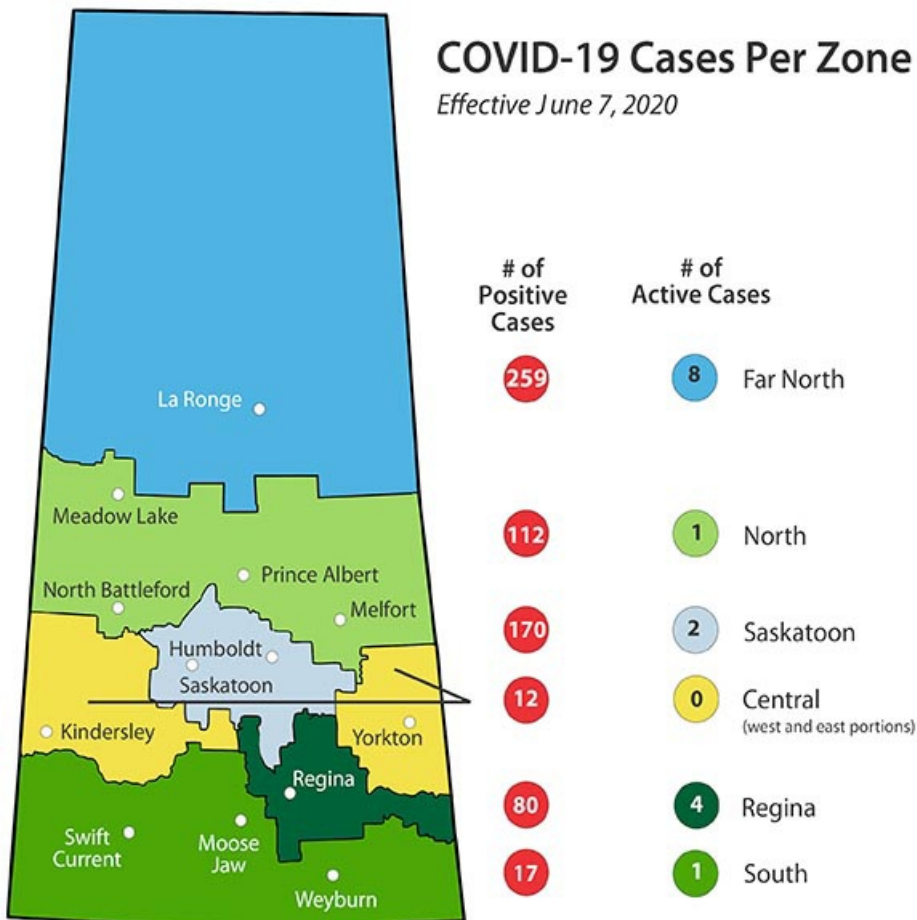 COVID-19 Cases Per Zone
Effective June 7, 2020
# of
Positive
Cases
# of
Active Cases
259
8
Far North
112
1
North
170
2
Saskatoon
12
0
Central
(west and east portions)
80
4
Regina
17
1
South
La Ronge
Meadow Lake
Prince Albert
North Battleford
Melfort
Humboldt
Saskatoon
Kindersley
Yorkton
Regina
Swift
Current
Moose
Jaw
Weyburn